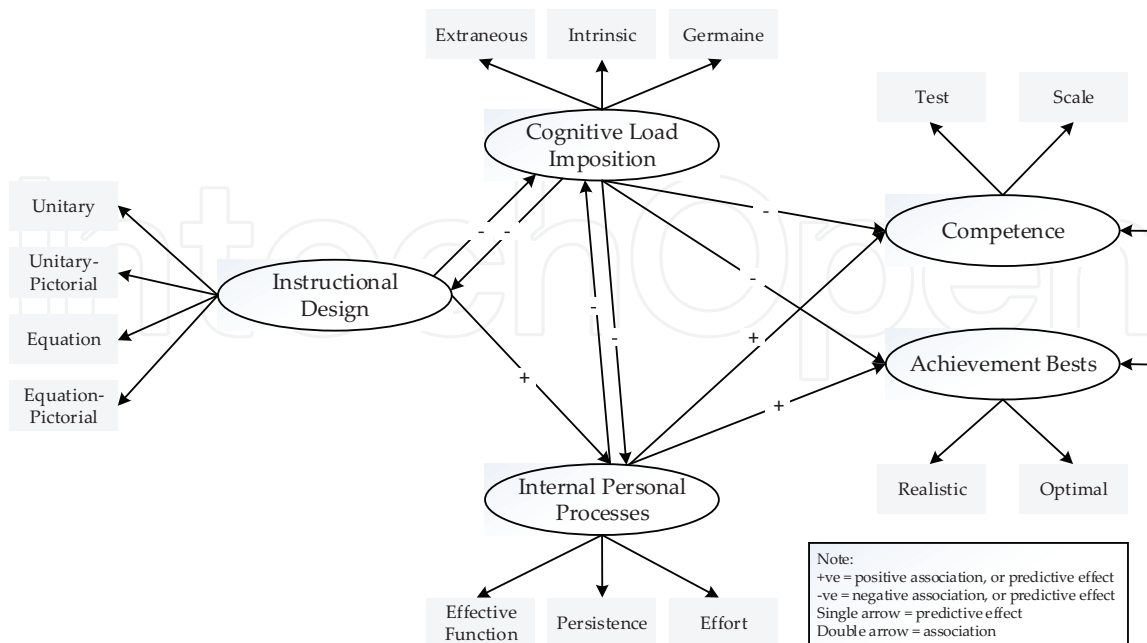 Extraneous
Intrinsic
Germaine
Cognitive Load
Imposition
Test
Scale
Competence
Unitary
Unitary-
Pictorial
Equation
Equation-
Pictorial
Instructional
Design
-
-
-
-
-
-
+
+
+
Achievement Bests
Realistic
Optimal
Internal Personal
Processes
Effective
Function
Persistence
Effort
Note:
+ve = positive association, or predictive effect
-ve = negative association, or predictive effect
Single arrow = predictive effect
Double arrow = association
IntechOpen